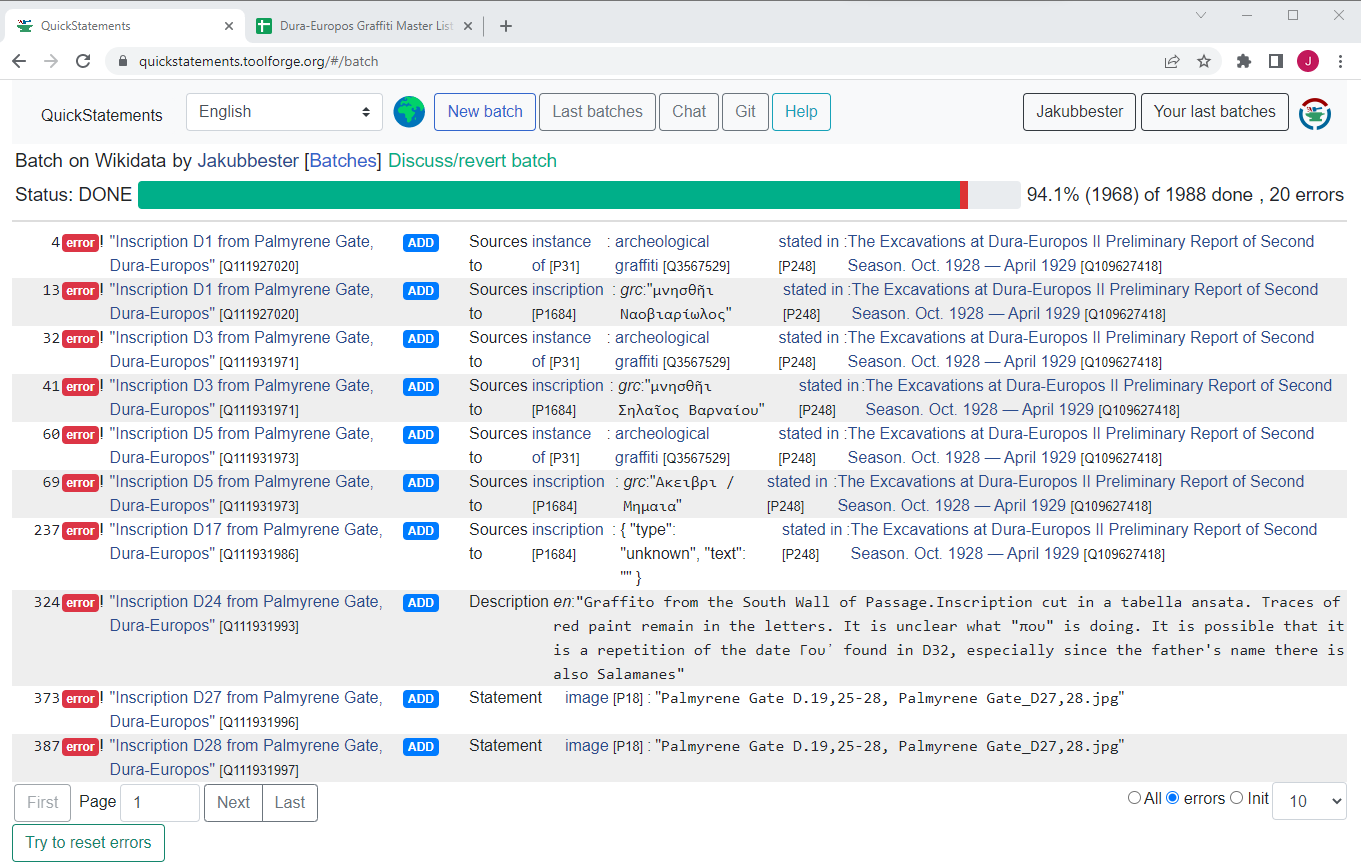 QuickStatements
Dura-Europos Graffiti Master List
quickstatements.toolforge.org/#/batch
J
QuickStatements English New batch Last batches Chat Git Help Jakubbester Your last batches
Batch on Wikidata by Jakubbester [Batches] Discuss/revert batch
Status: DONE 94.1% (1968) of 1988 done , 20 errors
4 error! "Inscription D1 from Palmyrene Gate, ADD Sources instance : archeological stated in :The Excavations at Dura-Europos II Preliminary Report of Second
Dura-Europos" [Q111927020] to of [P31] graffiti [Q3567529] [P248] Season. Oct. 1928 — April 1929 [Q109627418]
13 error! "Inscription D1 from Palmyrene Gate, ADD Sources inscription : grc:"μνησθῆι stated in :The Excavations at Dura-Europos II Preliminary Report of Second
Dura-Europos" [Q111927020] to [P1684] Ναοβιαρίωλος" [P248] Season. Oct. 1928 — April 1929 [Q109627418]
32 error! "Inscription D3 from Palmyrene Gate, ADD Sources instance : archeological stated in :The Excavations at Dura-Europos II Preliminary Report of Second
Dura-Europos" [Q111931971] to of [P31] graffiti [Q3567529] [P248] Season. Oct. 1928 — April 1929 [Q109627418]
41 error! "Inscription D3 from Palmyrene Gate, ADD Sources inscription : grc:"μνησθῆι stated in :The Excavations at Dura-Europos II Preliminary Report of Second
Dura-Europos" [Q111931971] to [P1684] Σηλαῖος Βαρναίου" [P248] Season. Oct. 1928 — April 1929 [Q109627418]
60 error! "Inscription D5 from Palmyrene Gate, ADD Sources instance : archeological stated in :The Excavations at Dura-Europos II Preliminary Report of Second
Dura-Europos" [Q111931973] to of [P31] graffiti [Q3567529] [P248] Season. Oct. 1928 — April 1929 [Q109627418]
69 error! "Inscription D5 from Palmyrene Gate, ADD Sources inscription : grc:"Ακειβρι / stated in :The Excavations at Dura-Europos II Preliminary Report of Second
Dura-Europos" [Q111931973] to [P1684] Μημαια" [P248] Season. Oct. 1928 — April 1929 [Q109627418]
237 error! "Inscription D17 from Palmyrene Gate, ADD Sources inscription : { "type": stated in :The Excavations at Dura-Europos II Preliminary Report of Second
Dura-Europos" [Q111931986] to [P1684] "unknown", "text": [P248] Season. Oct. 1928 — April 1929 [Q109627418]
"" }
324 error! "Inscription D24 from Palmyrene Gate, ADD Description en:"Graffito from the South Wall of Passage.Inscription cut in a tabella ansata. Traces of
Dura-Europos" [Q111931993] red paint remain in the letters. It is unclear what "που" is doing. It is possible that it
is a repetition of the date Γουʹ found in D32, especially since the father's name there is
also Salamanes"
373 error! "Inscription D27 from Palmyrene Gate, ADD Statement image [P18] : "Palmyrene Gate D.19,25-28, Palmyrene Gate_D27,28.jpg"
Dura-Europos" [Q111931996]
387 error! "Inscription D28 from Palmyrene Gate, ADD Statement image [P18] : "Palmyrene Gate D.19,25-28, Palmyrene Gate_D27,28.jpg"
Dura-Europos" [Q111931997]
First Page 1 Next Last All errors Init 10
Try to reset errors